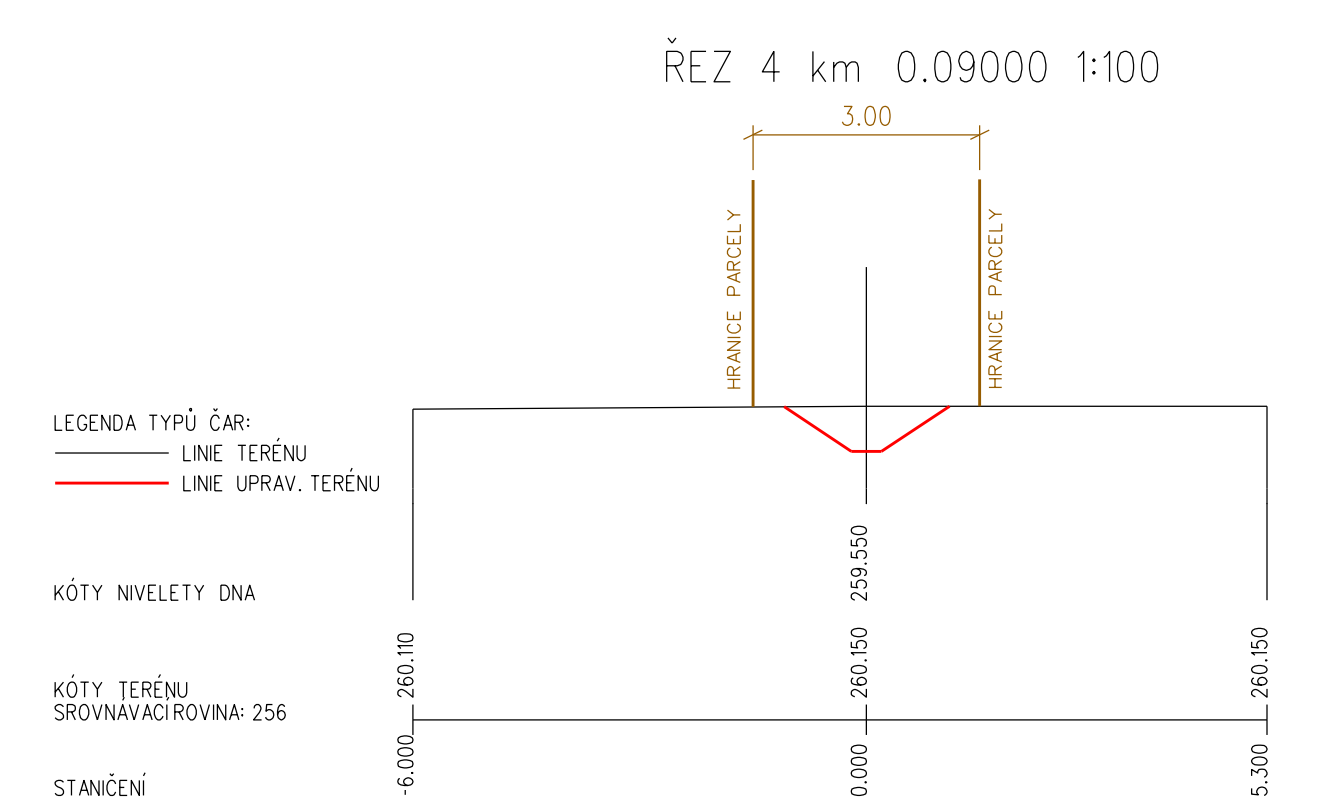 ŘEZ 4 km 0.09000 1:100
3.00
HRANICE PARCELY
HRANICE PARCELY
LEGENDA TYPŮ ČAR:
LINIE TERÉNU
LINIE UPRAV. TERÉNU
KÓTY NIVELETY DNA
259.550
KÓTY TERÉNU
260.110
260.150
260.150
SROVNÁVACÍ ROVINA: 256
STANIČENÍ
-6.000
0.000
5.300